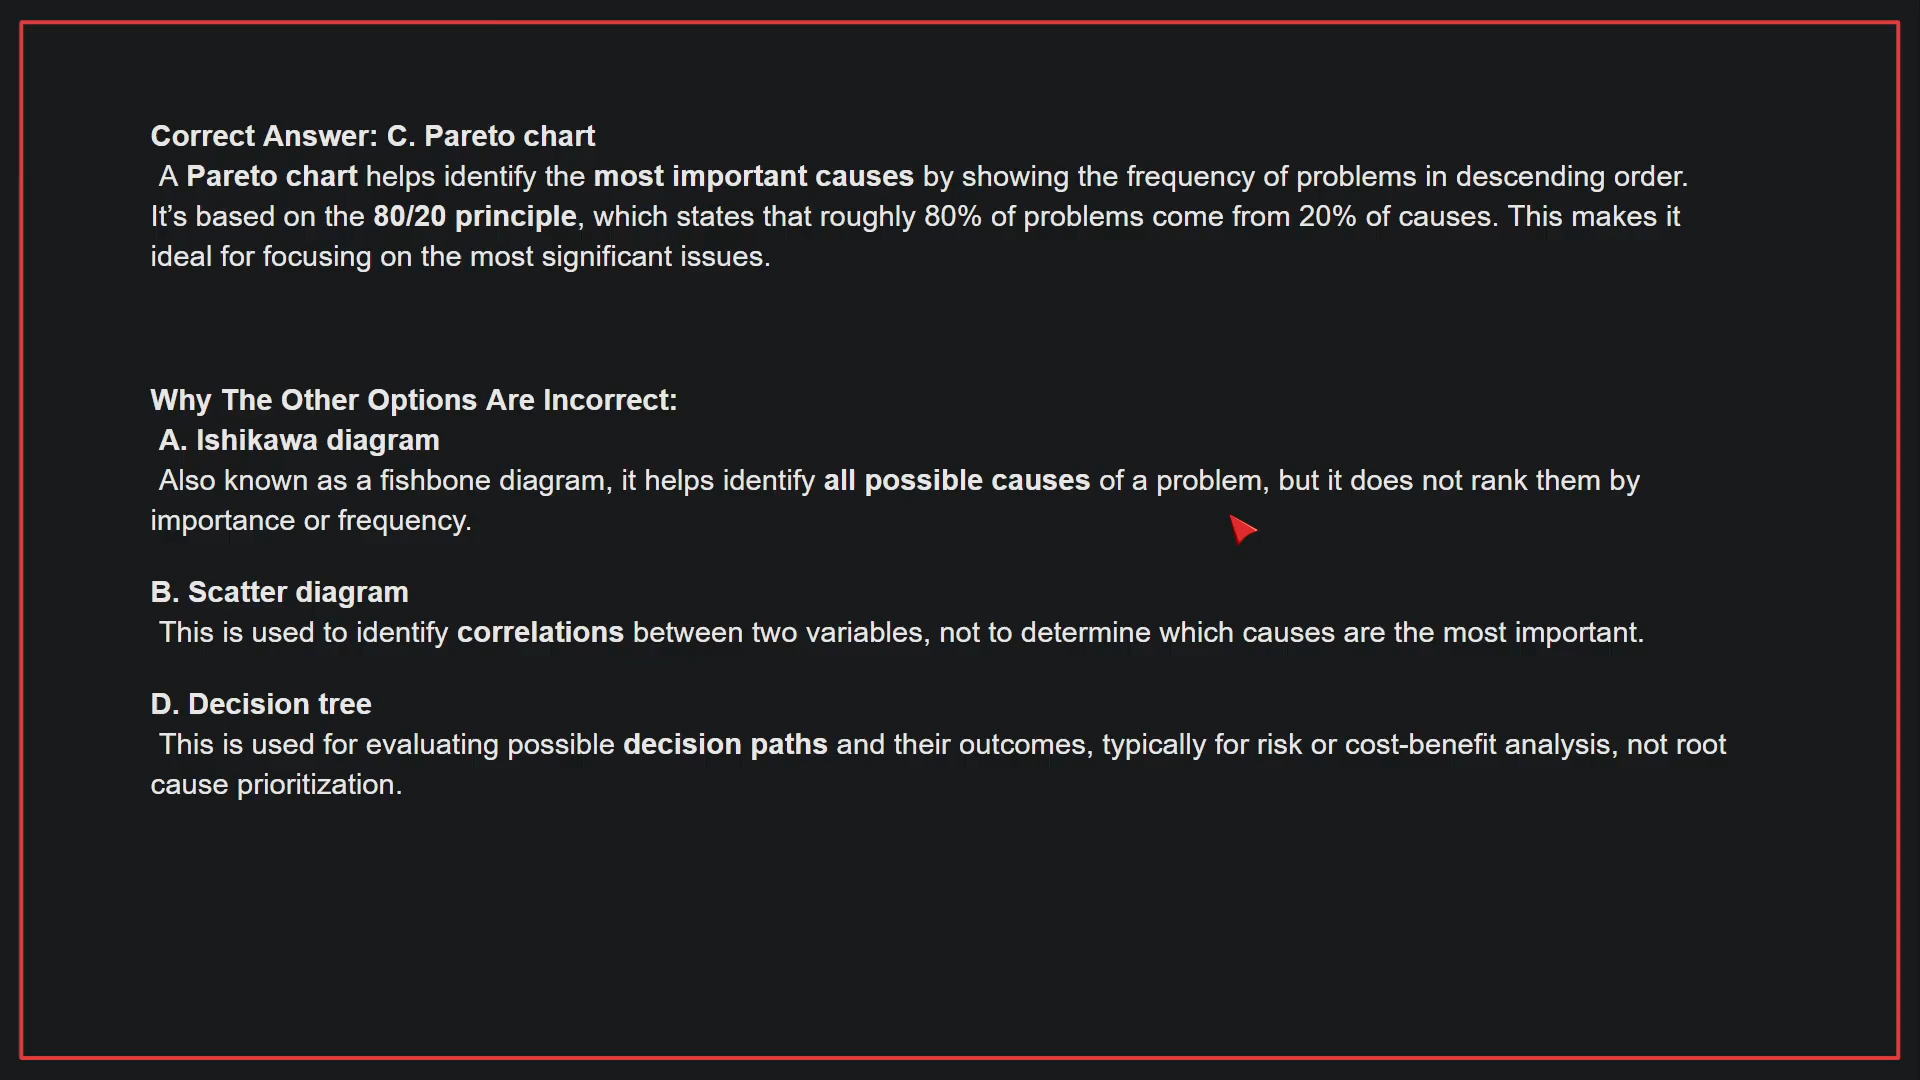 Correct Answer: C. Pareto chart
A Pareto chart helps identify the most important causes by showing the frequency of problems in descending order.
It’s based on the 80/20 principle, which states that roughly 80% of problems come from 20% of causes. This makes it
ideal for focusing on the most significant issues.
Why The Other Options Are Incorrect:
A. Ishikawa diagram
Also known as a fishbone diagram, it helps identify all possible causes of a problem, but it does not rank them by
importance or frequency.
B. Scatter diagram
This is used to identify correlations between two variables, not to determine which causes are the most important.
D. Decision tree
This is used for evaluating possible decision paths and their outcomes, typically for risk or cost-benefit analysis, not root
cause prioritization.